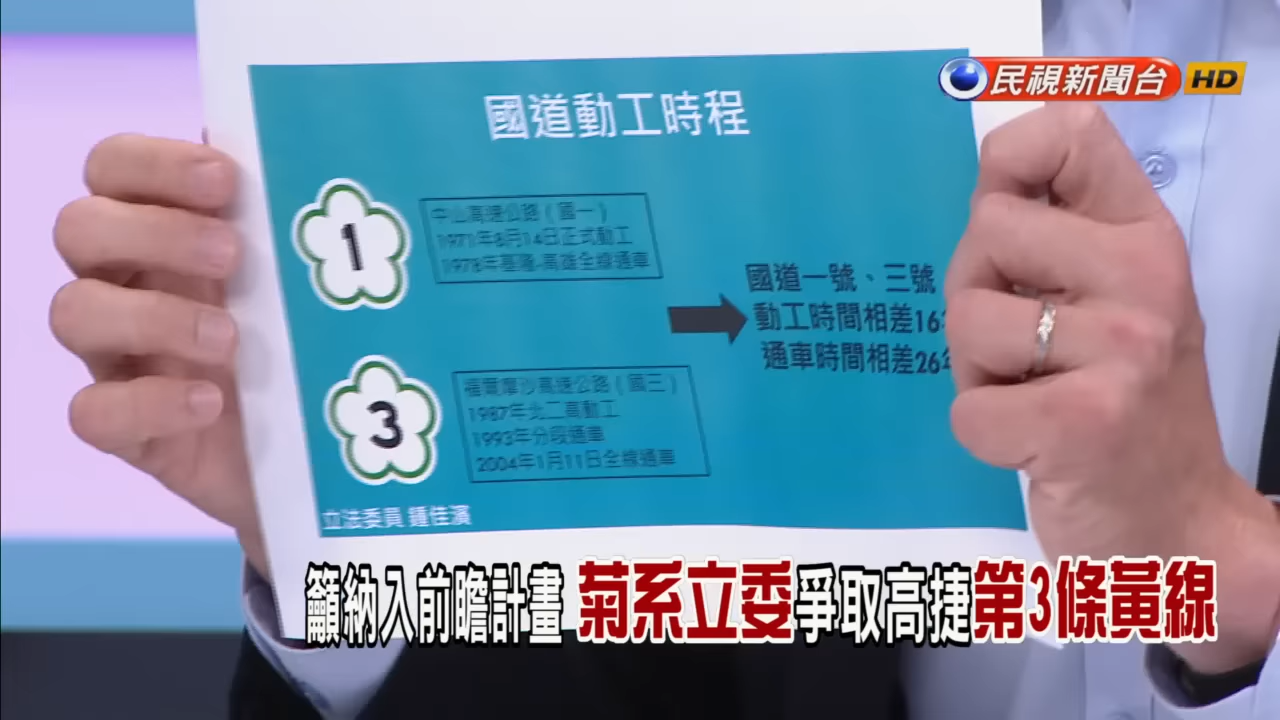 民視新聞台 HD
國道動工時程
1
中山高速公路（國一）
1971年8月14日正式動工
1978年基隆-高雄全線通車
國道一號、三號
動工時間相差16
通車時間相差26年
3
福爾摩沙高速公路（國三）
1987年北二高動工
1993年分段通車
2004年1月11日全線通車
立法委員 鍾佳濱
籲納入前瞻計畫 菊系立委爭取高捷第3條黃線